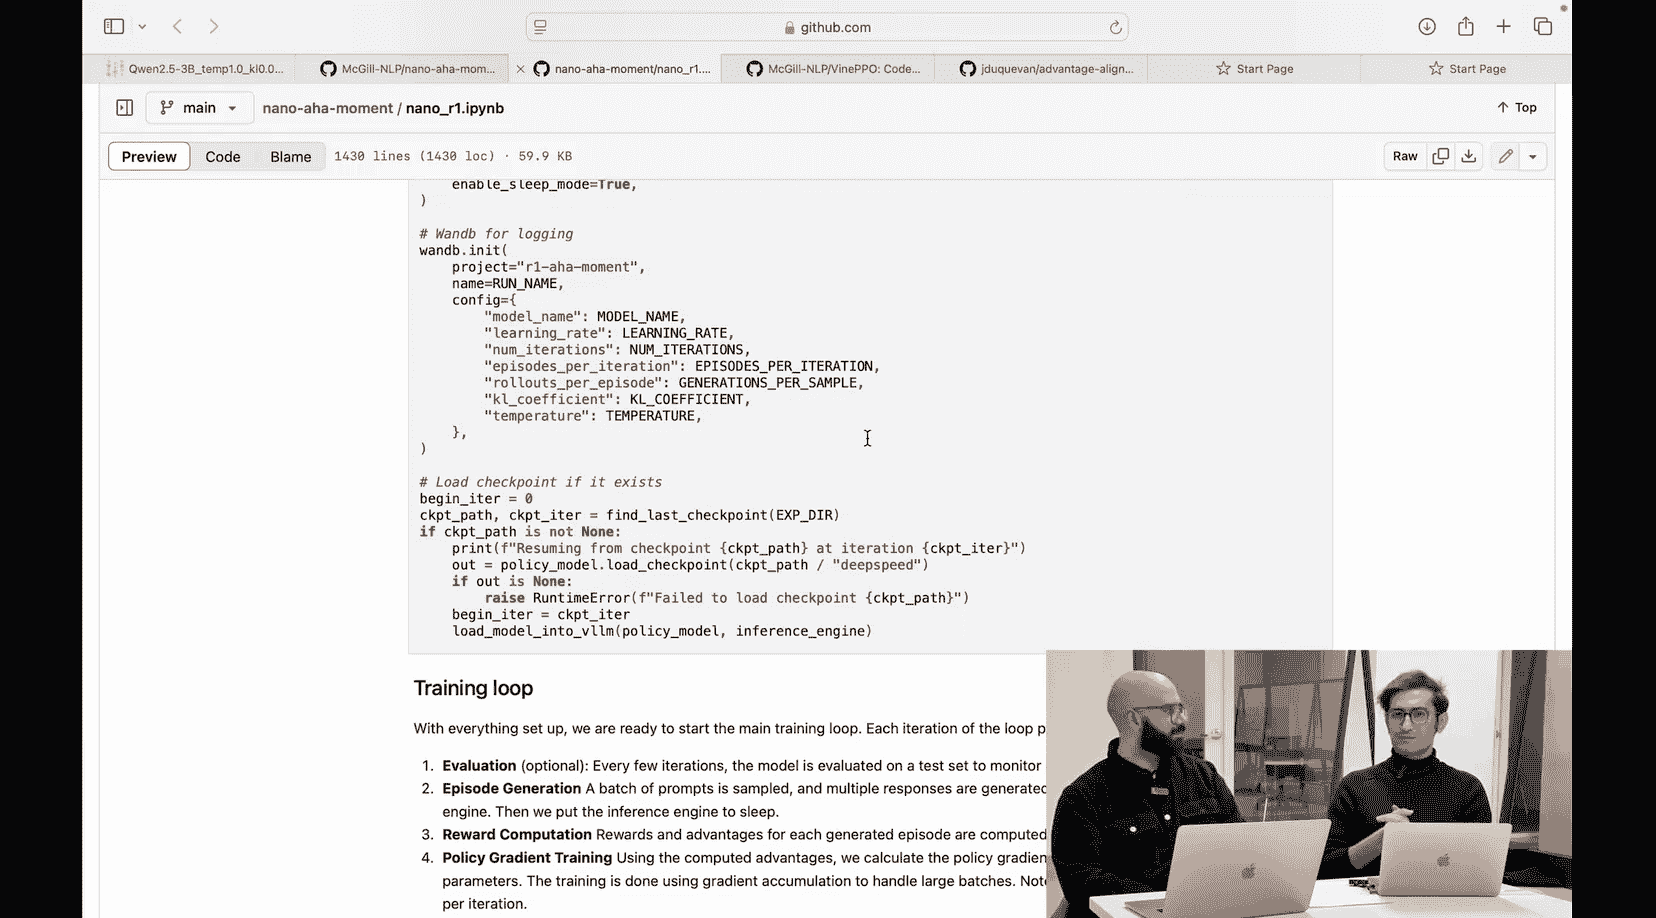 github.com
Qwen2.5-3B_temp1.0_kl0.0...
McGill-NLP/nano-aha-mom...
nano-aha-moment/nano_r1....
McGill-NLP/VinePPO: Code...
jduquevan/advantage-align...
Start Page
Start Page
main
nano-aha-moment / nano_r1.ipynb
Top
Preview
Code
Blame
1430 lines (1430 loc) · 59.9 KB
Raw
enable_sleep_mode=True,
)
# Wandb for logging
wandb.init(
project="r1-aha-moment",
name=RUN_NAME,
config={
"model_name": MODEL_NAME,
"learning_rate": LEARNING_RATE,
"num_iterations": NUM_ITERATIONS,
"episodes_per_iteration": EPISODES_PER_ITERATION,
"rollouts_per_episode": GENERATIONS_PER_SAMPLE,
"kl_coefficient": KL_COEFFICIENT,
"temperature": TEMPERATURE,
},
)
# Load checkpoint if it exists
begin_iter = 0
ckpt_path, ckpt_iter = find_last_checkpoint(EXP_DIR)
if ckpt_path is not None:
print(f"Resuming from checkpoint {ckpt_path} at iteration {ckpt_iter}")
out = policy_model.load_checkpoint(ckpt_path / "deepspeed")
if out is None:
raise RuntimeError(f"Failed to load checkpoint {ckpt_path}")
begin_iter = ckpt_iter
load_model_into_vllm(policy_model, inference_engine)
Training loop
With everything set up, we are ready to start the main training loop. Each iteration of the loop p
1. Evaluation (optional): Every few iterations, the model is evaluated on a test set to monitor
2. Episode Generation A batch of prompts is sampled, and multiple responses are generated
engine. Then we put the inference engine to sleep.
3. Reward Computation Rewards and advantages for each generated episode are computed
4. Policy Gradient Training Using the computed advantages, we calculate the policy gradien
parameters. The training is done using gradient accumulation to handle large batches. Note
per iteration.